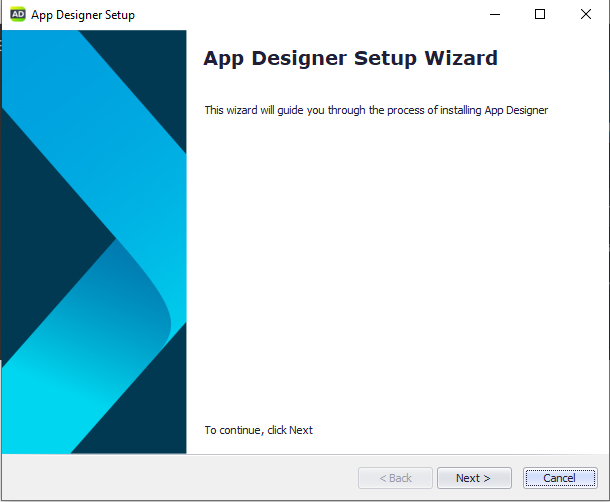 AD App Designer Setup
App Designer Setup Wizard
This wizard will guide you through the process of installing App Designer
To continue, click Next
< Back Next > Cancel